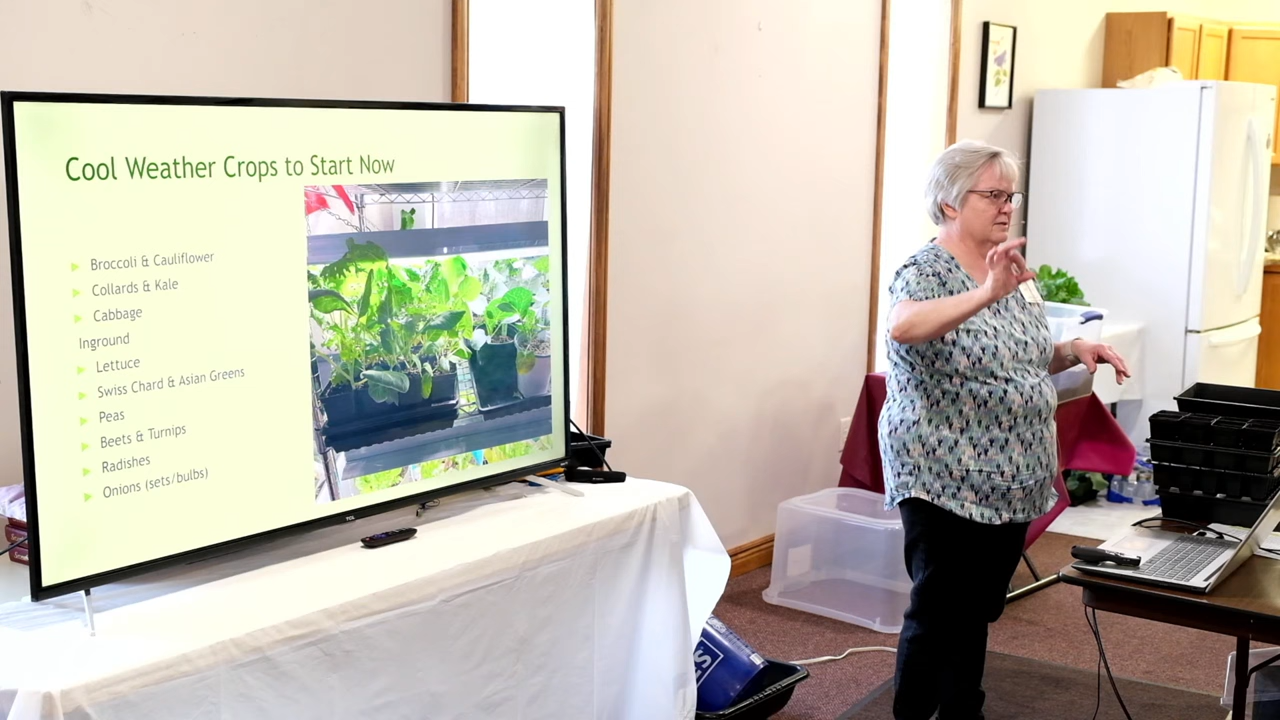 Cool Weather Crops to Start Now
Broccoli & Cauliflower
Collards & Kale
Cabbage
Inground
Lettuce
Swiss Chard & Asian Greens
Peas
Beets & Turnips
Radishes
Onions (sets/bulbs)
TCL